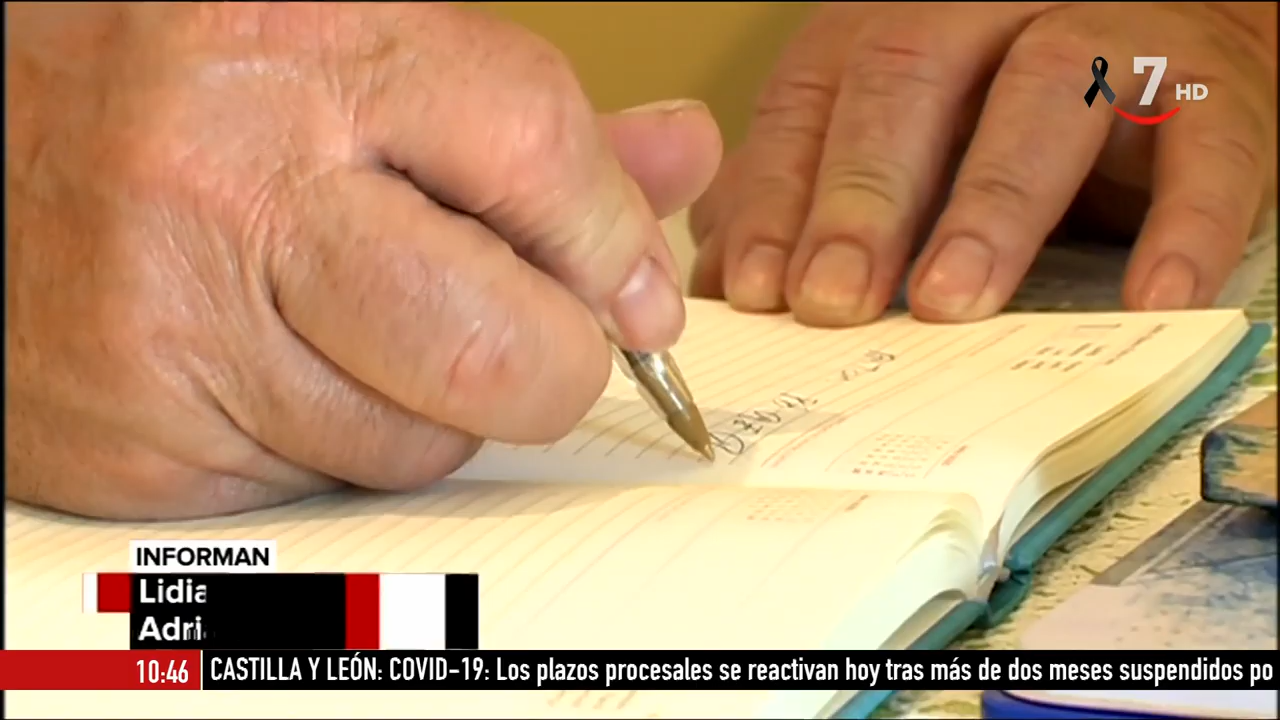 7 HD
INFORMAN
Lidia
Adri
10:46 CASTILLA Y LEÓN: COVID-19: Los plazos procesales se reactivan hoy tras más de dos meses suspendidos po